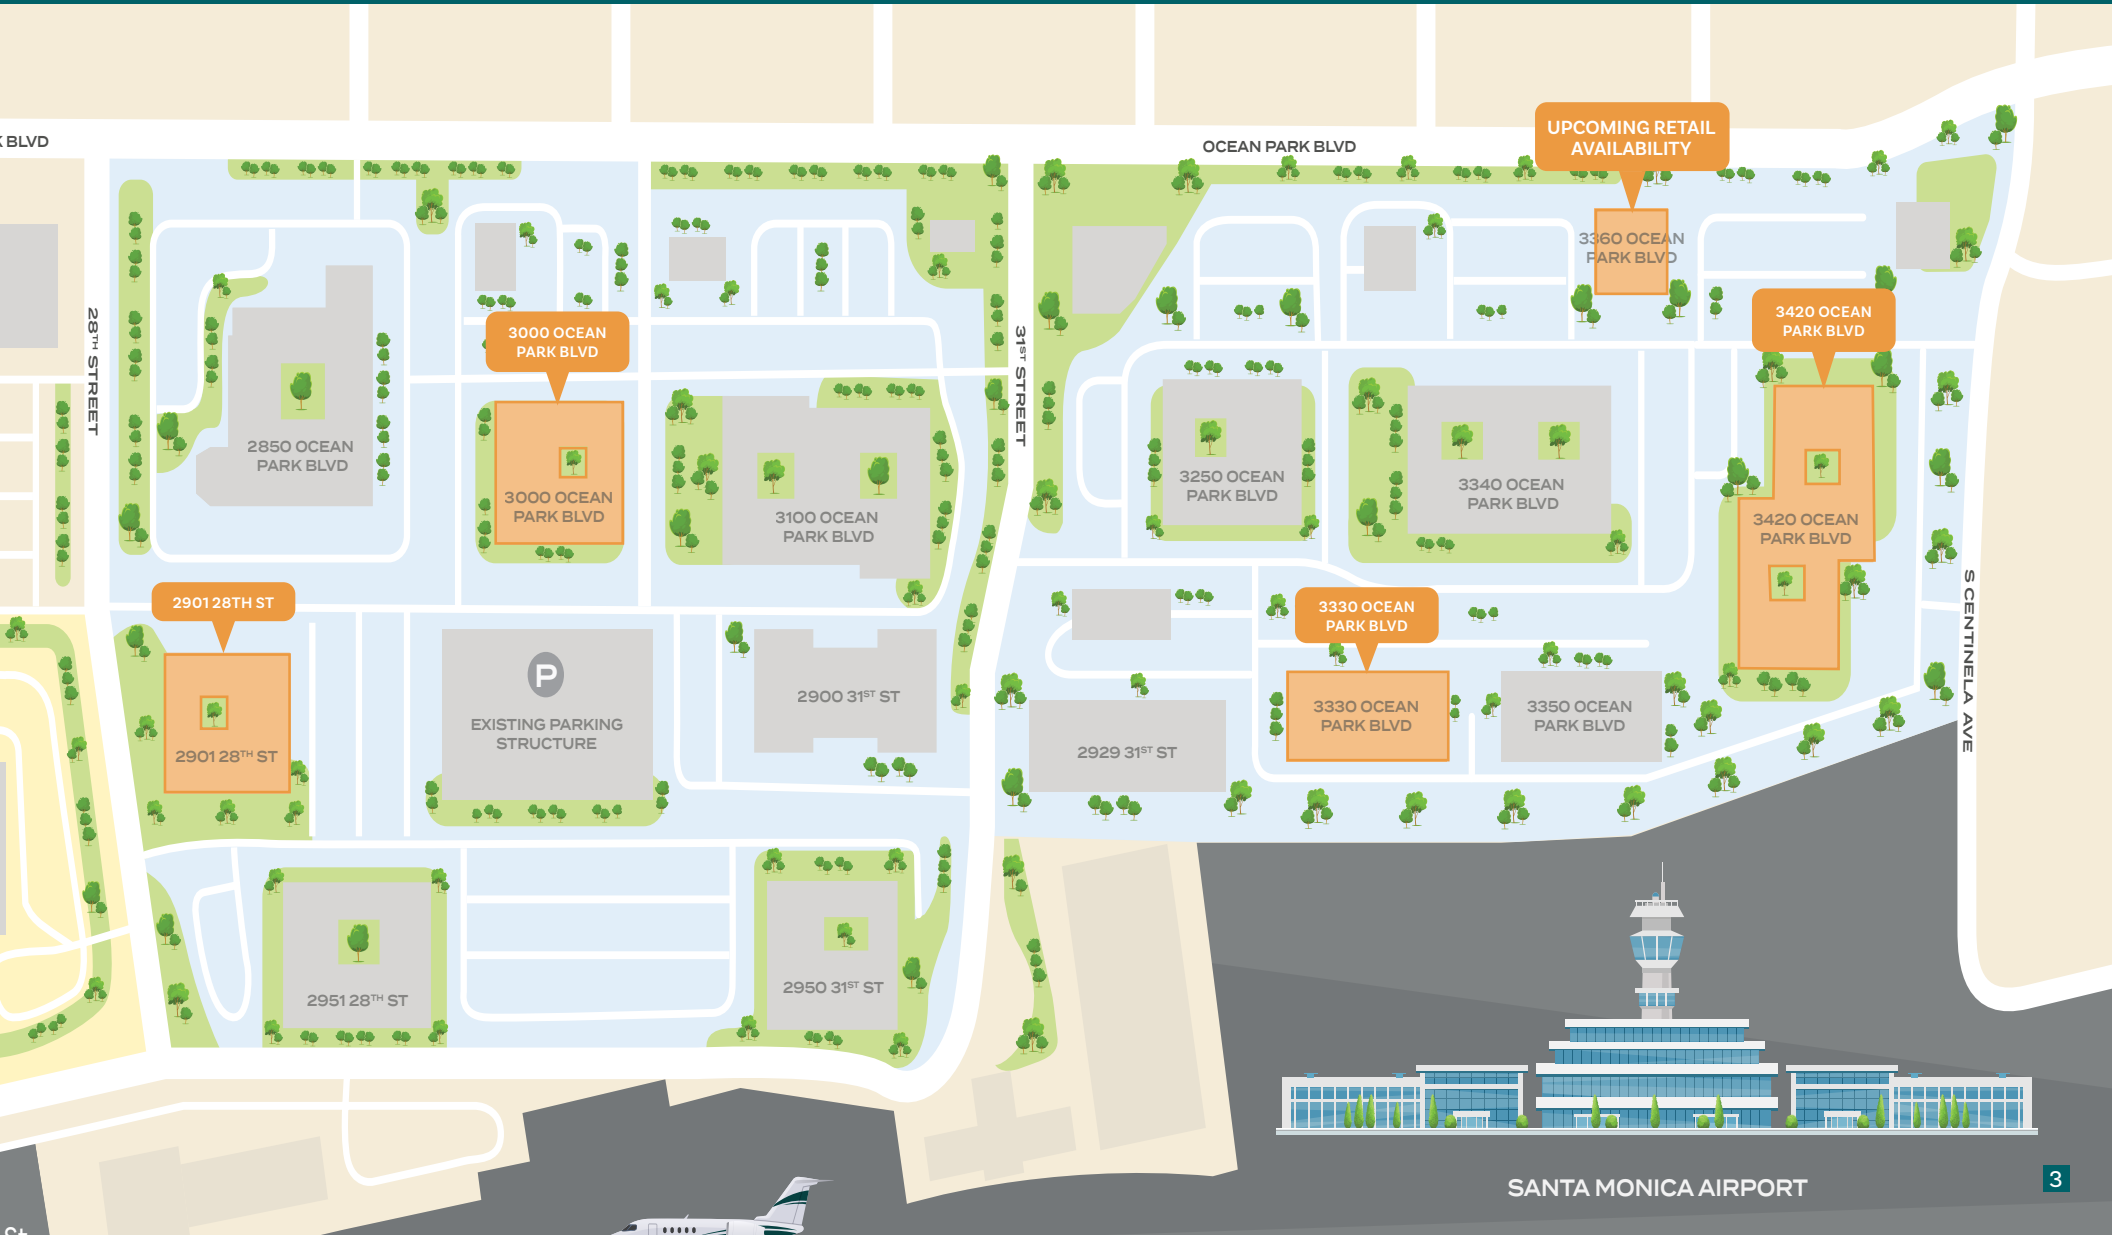 BLVD
OCEAN PARK BLVD
UPCOMING RETAIL
AVAILABILITY
3360 OCEAN
PARK BLVD
28TH STREET
31ST STREET
S CENTINELA AVE
3000 OCEAN
PARK BLVD
3420 OCEAN
PARK BLVD
2850 OCEAN
PARK BLVD
3000 OCEAN
PARK BLVD
3100 OCEAN
PARK BLVD
3250 OCEAN
PARK BLVD
3340 OCEAN
PARK BLVD
3420 OCEAN
PARK BLVD
2901 28TH ST
3330 OCEAN
PARK BLVD
2901 28TH ST
P
EXISTING PARKING
STRUCTURE
2900 31ST ST
2929 31ST ST
3330 OCEAN
PARK BLVD
3350 OCEAN
PARK BLVD
2951 28TH ST
2950 31ST ST
SANTA MONICA AIRPORT
3